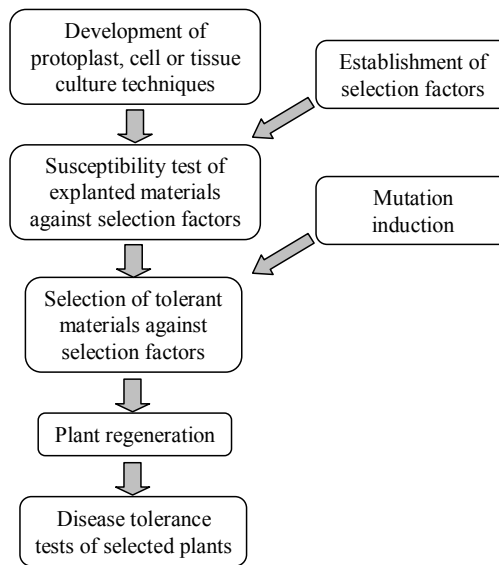 Development of
protoplast, cell or tissue
culture techniques
Establishment of
selection factors
Susceptibility test of
explanted materials
against selection factors
Mutation
induction
Selection of tolerant
materials against
selection factors
Plant regeneration
Disease tolerance
tests of selected plants